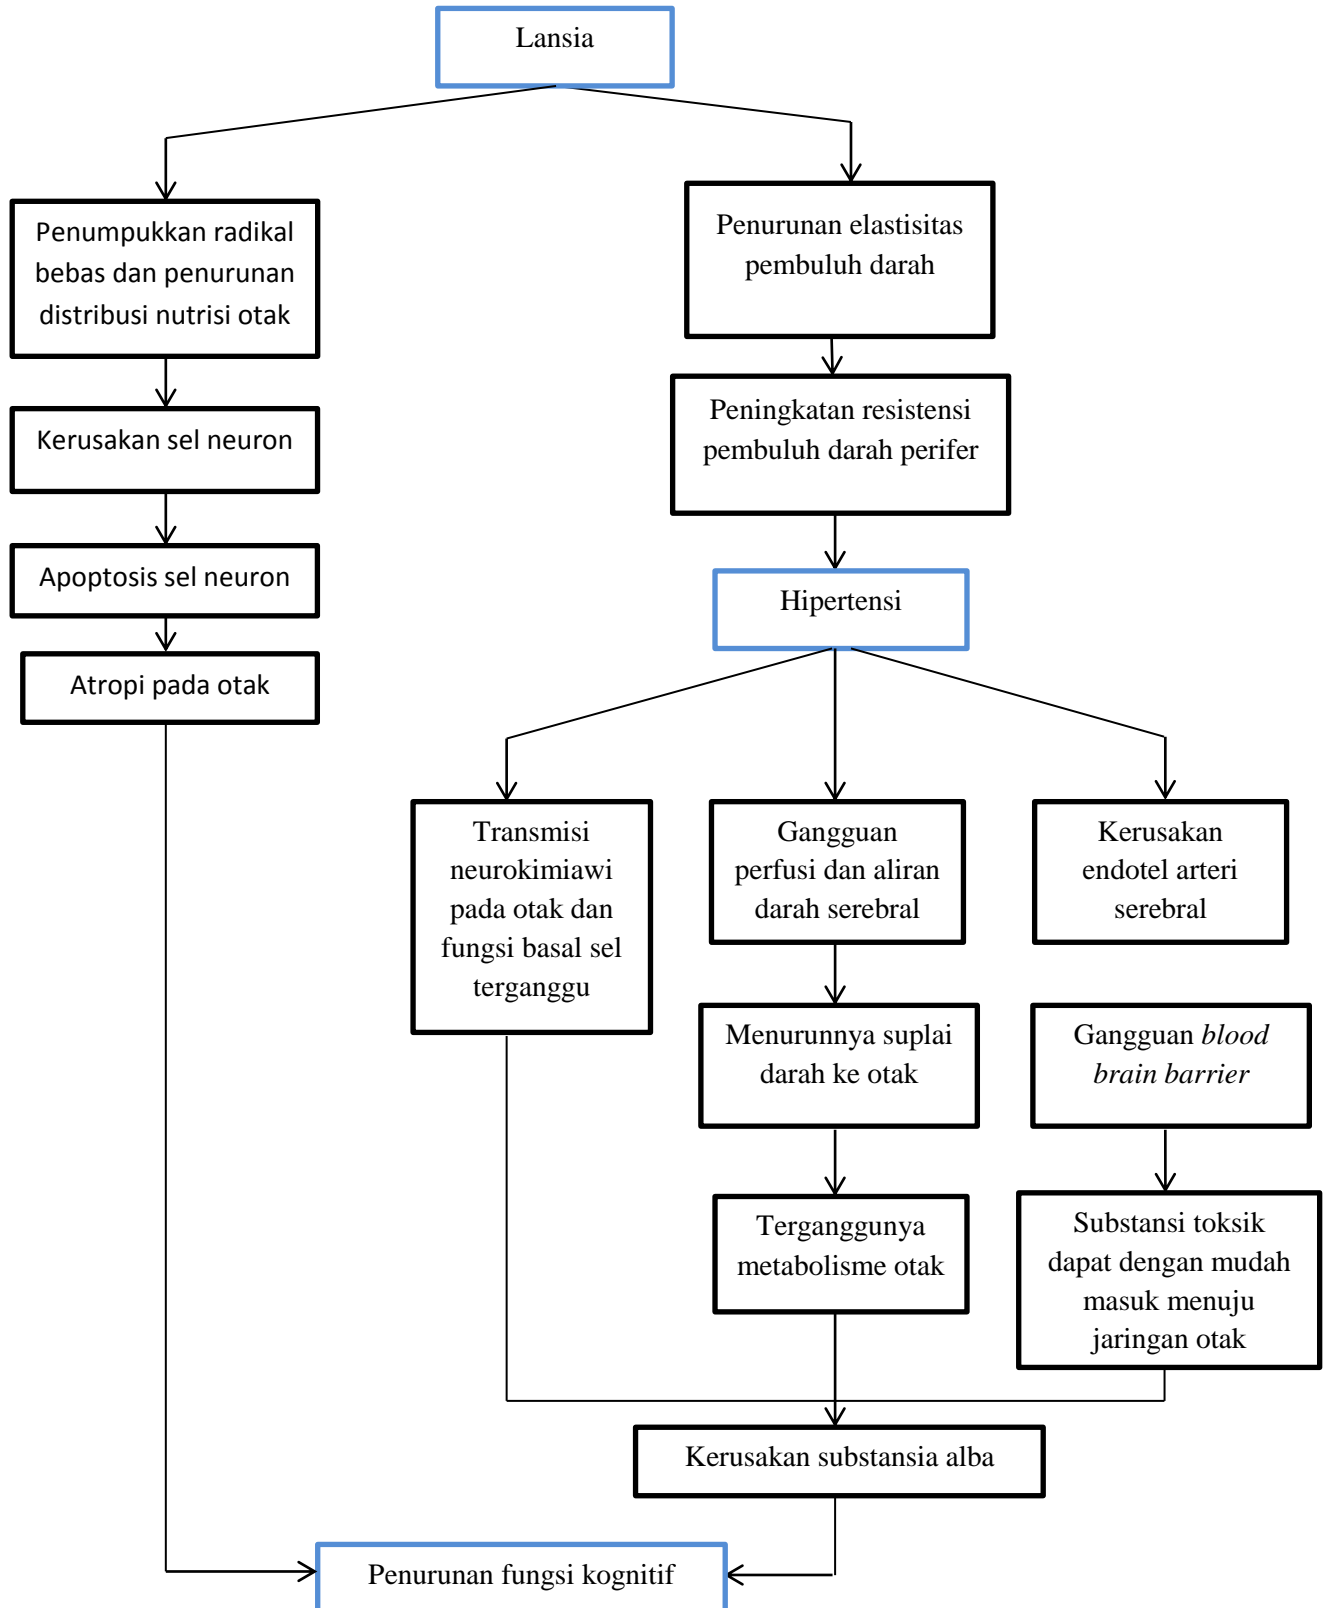 Lansia
Penumpukkan radikal
bebas dan penurunan
distribusi nutrisi otak
Kerusakan sel neuron
Apoptosis sel neuron
Atropi pada otak
Penurunan elastisitas
pembuluh darah
Peningkatan resistensi
pembuluh darah perifer
Hipertensi
Transmisi
neurokimiawi
pada otak dan
fungsi basal sel
terganggu
Gangguan
perfusi dan aliran
darah serebral
Menurunnya suplai
darah ke otak
Terganggunya
metabolisme otak
Kerusakan
endotel arteri
serebral
Gangguan blood
brain barrier
Substansi toksik
dapat dengan mudah
masuk menuju
jaringan otak
Kerusakan substansia alba
Penurunan fungsi kognitif